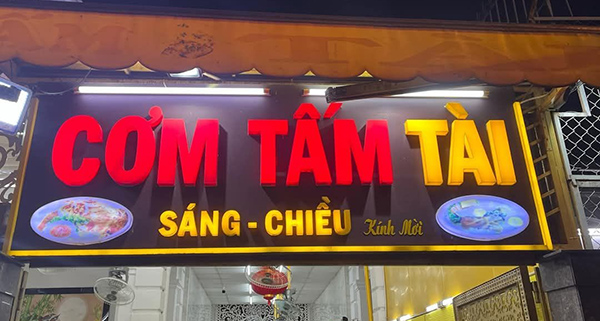 CƠM TẤM TÀI
SÁNG - CHIỀU Kính Mời